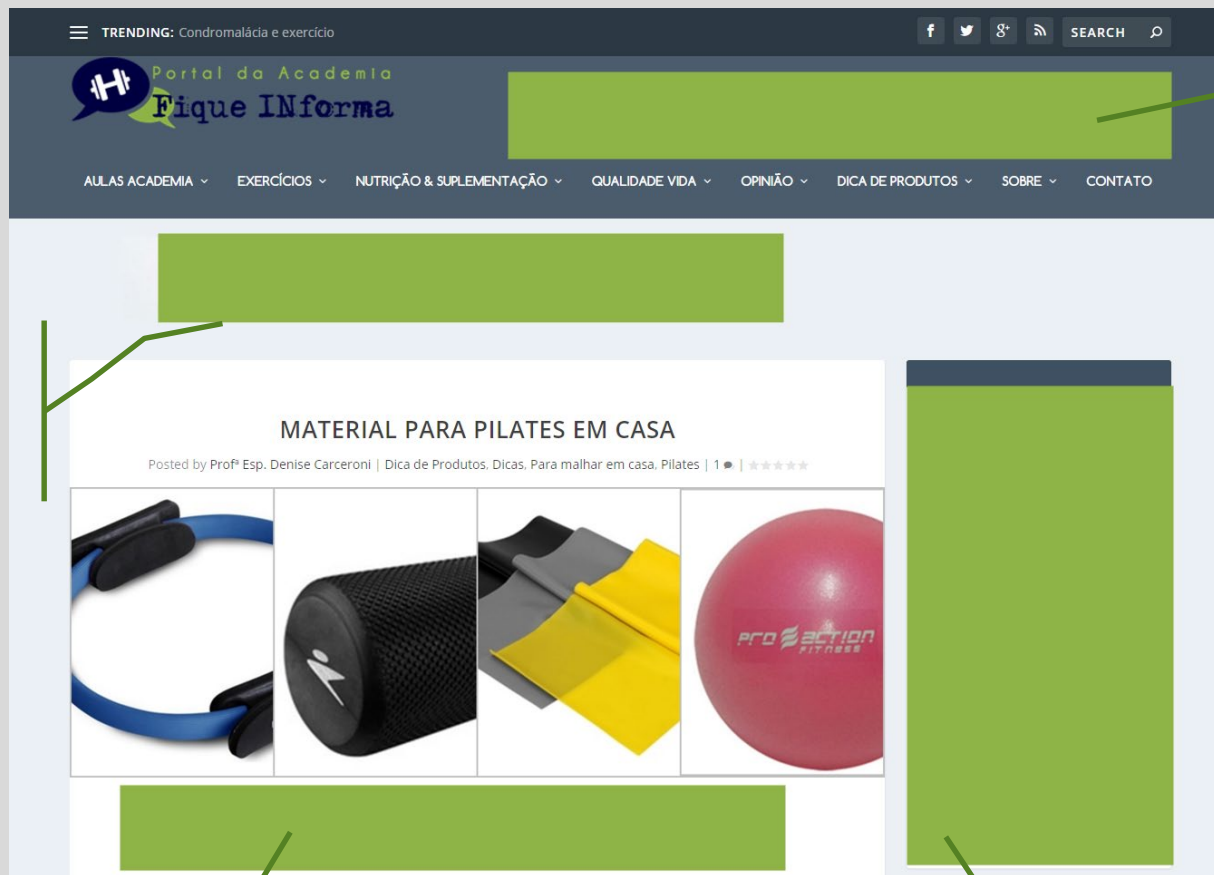 TRENDING: Condromalácia e exercício
SEARCH
Portal da Academia
Fique INforma
AULAS ACADEMIA EXERCÍCIOS NUTRIÇÃO & SUPLEMENTAÇÃO QUALIDADE VIDA OPINIÃO DICA DE PRODUTOS SOBRE CONTATO
MATERIAL PARA PILATES EM CASA
Posted by Profª Esp. Denise Carceroni | Dica de Produtos, Dicas, Para malhar em casa, Pilates | 1 |
PRO ACTION
FITNESS